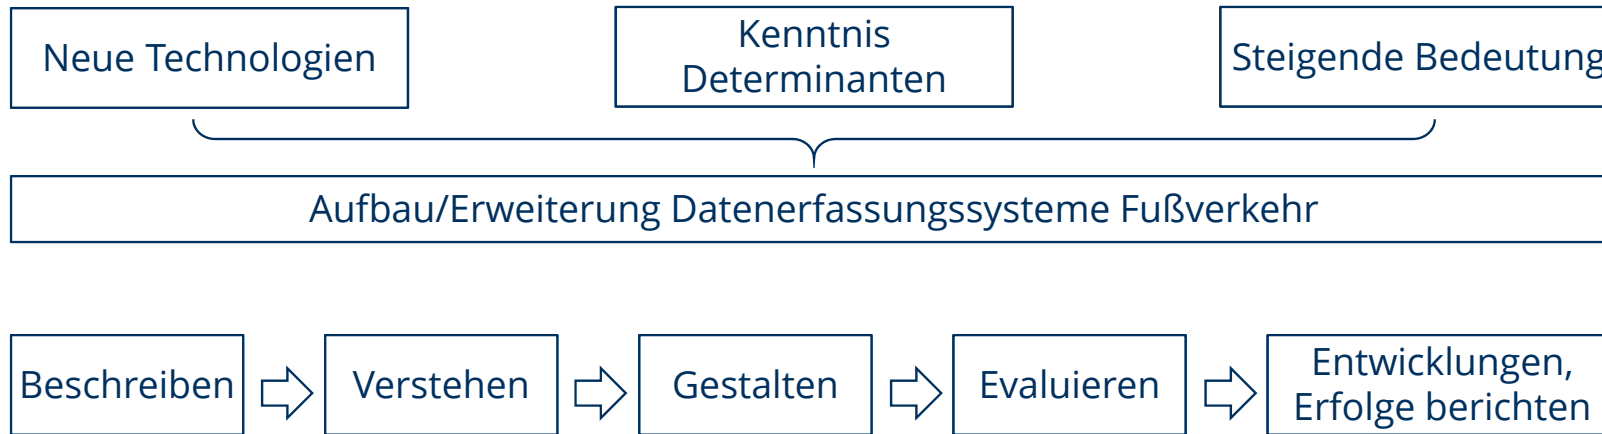 Neue Technologien
Kenntnis
Determinanten
Steigende Bedeutung
Aufbau/Erweiterung Datenerfassungssysteme Fußverkehr
Beschreiben
Verstehen
Gestalten
Evaluieren
Entwicklungen,
Erfolge berichten